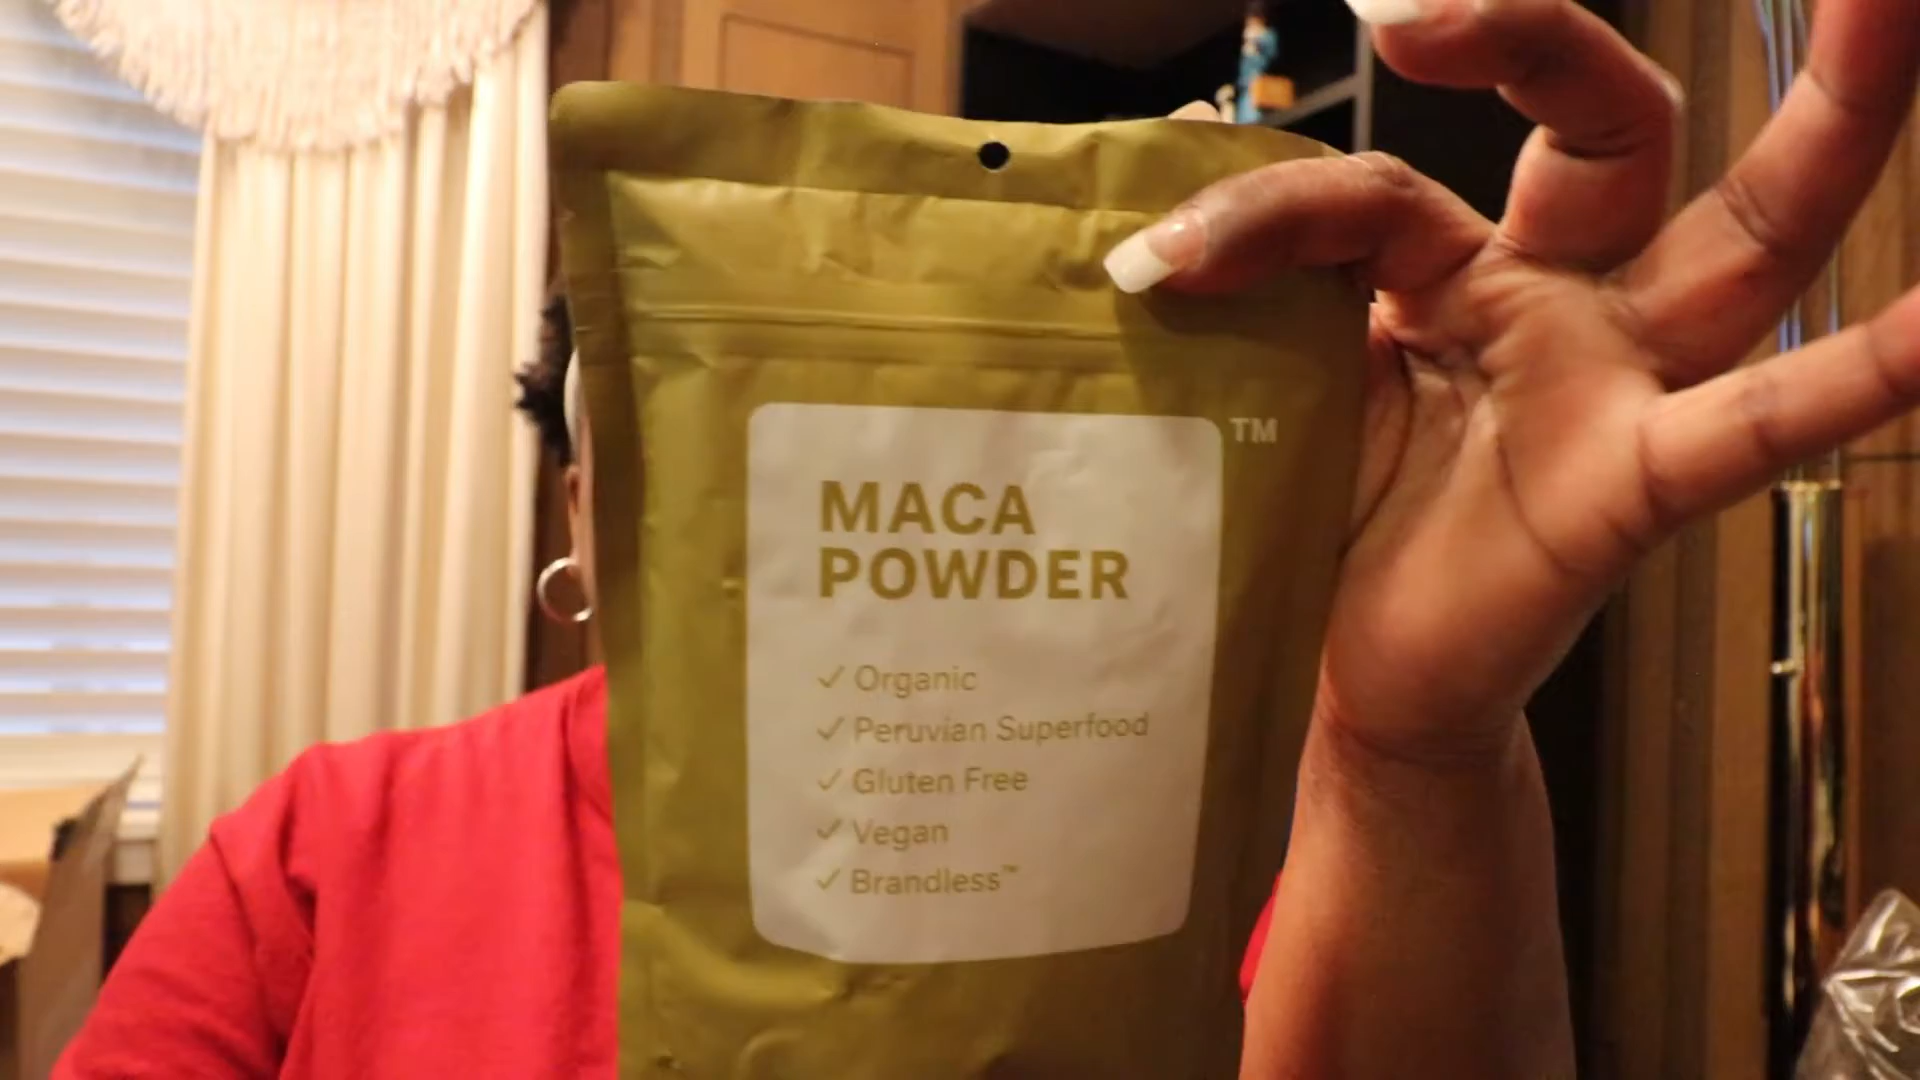 TM
MACA
POWDER
✓ Organic
✓ Peruvian Superfood
✓ Gluten Free
✓ Vegan
✓ Brandless™